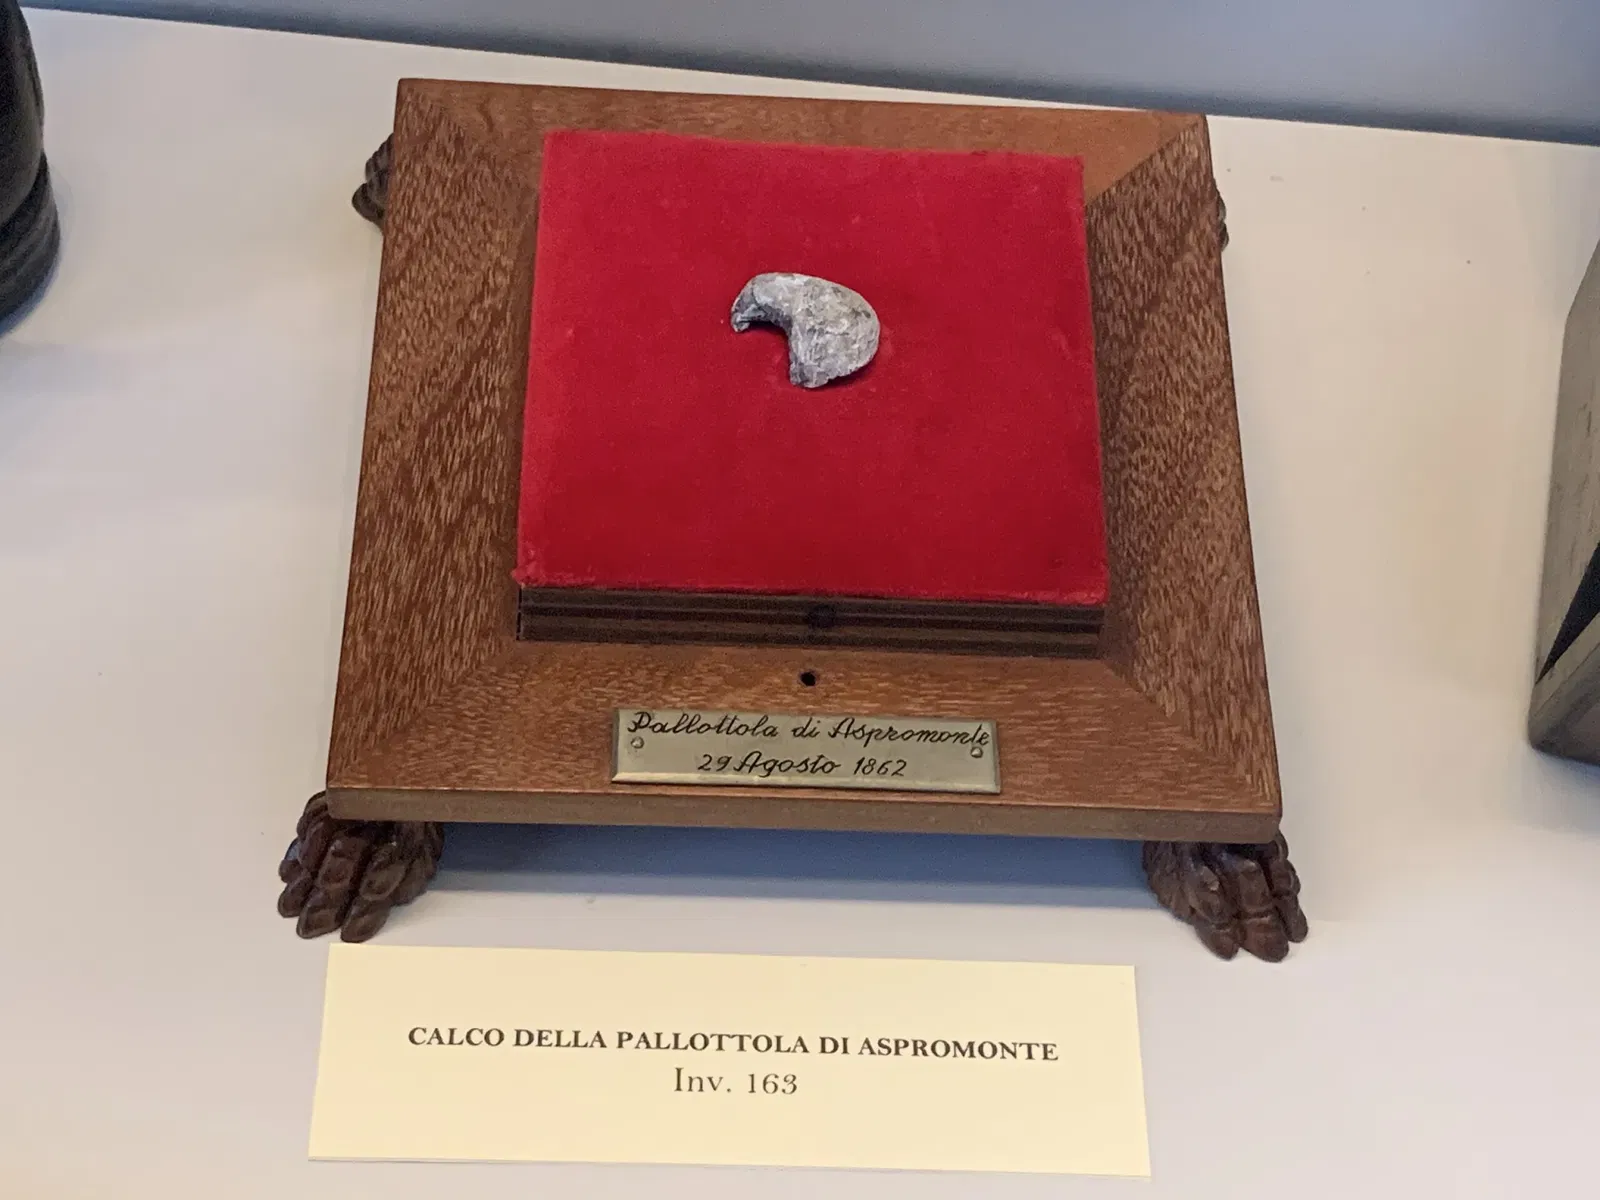 Pallottola di Aspromonte
29 Agosto 1862
CALCO DELLA PALLOTTOLA DI ASPROMONTE
Inv. 163